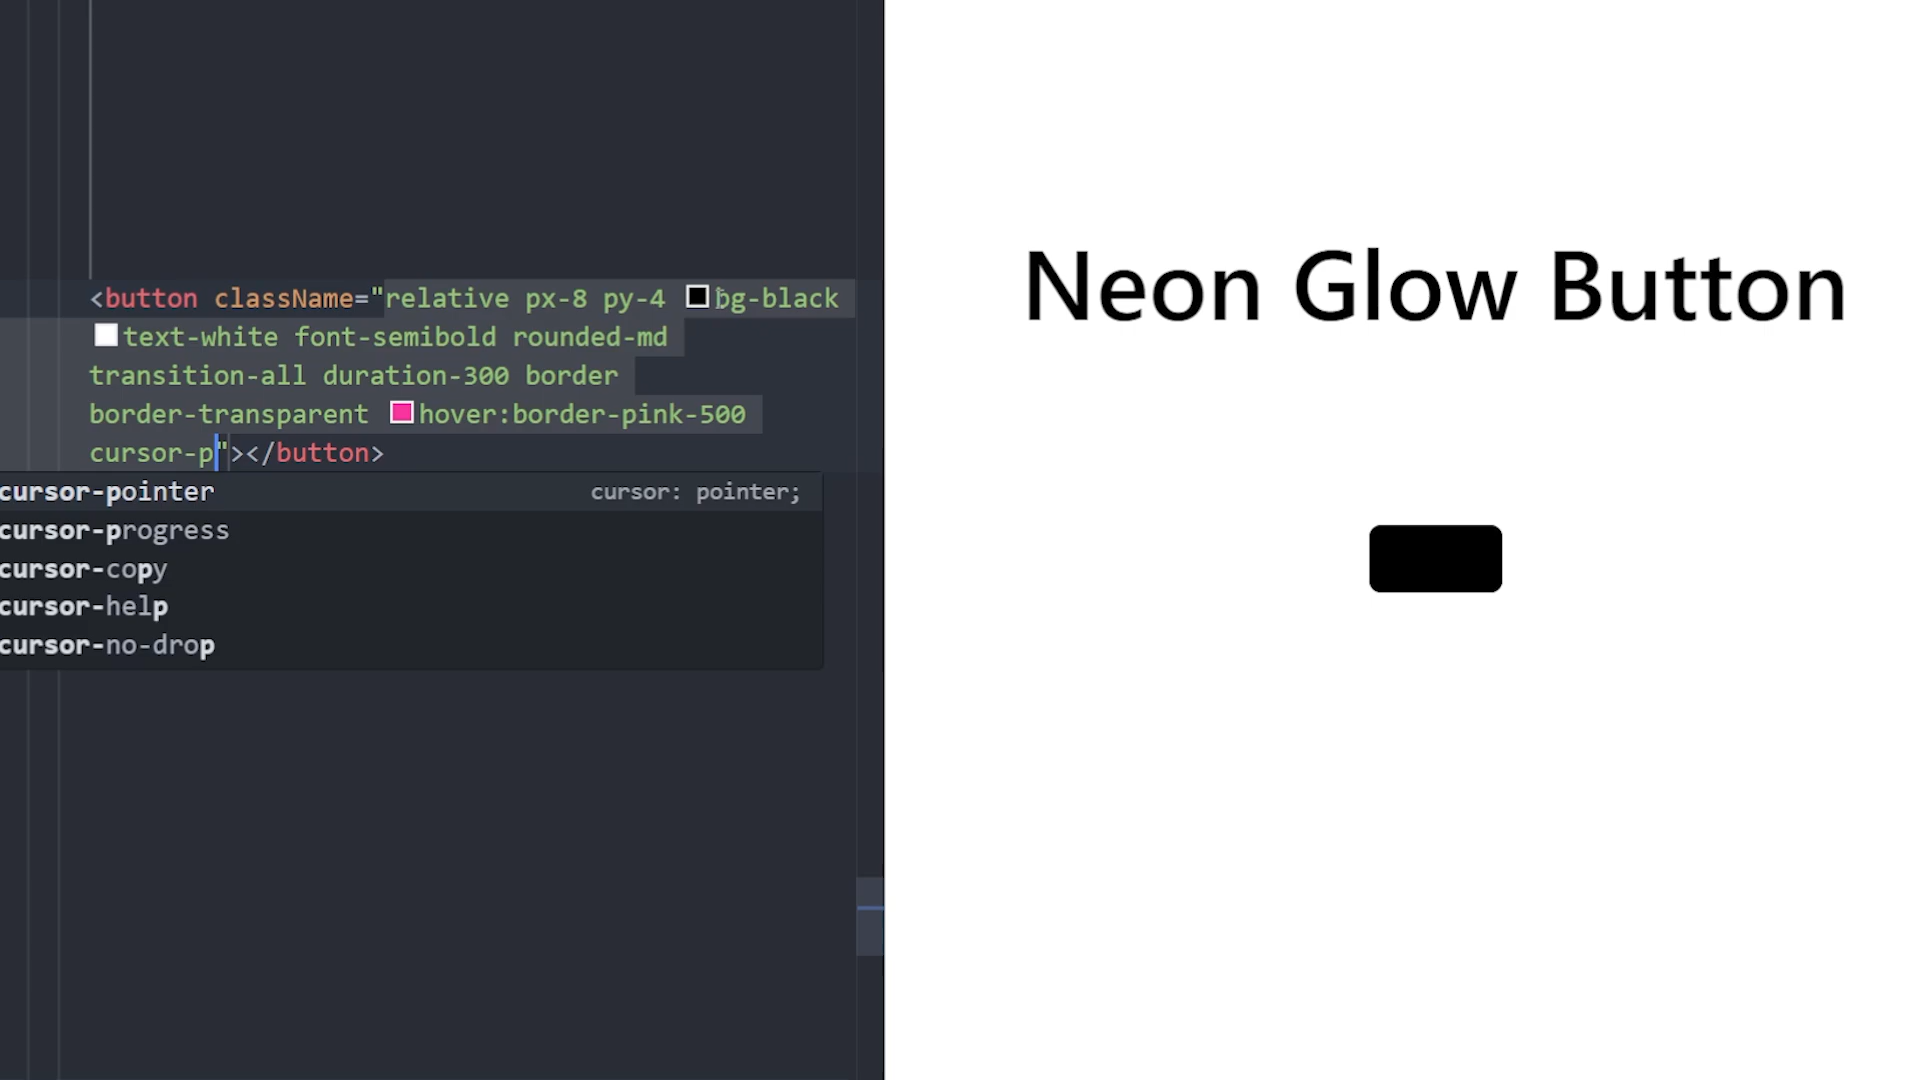 <button className="relative px-8 py-4 bg-black
text-white font-semibold rounded-md
transition-all duration-300 border
border-transparent hover:border-pink-500
cursor-p"></button>
cursor-pointer cursor: pointer;
cursor-progress
cursor-copy
cursor-help
cursor-no-drop
Neon Glow Button